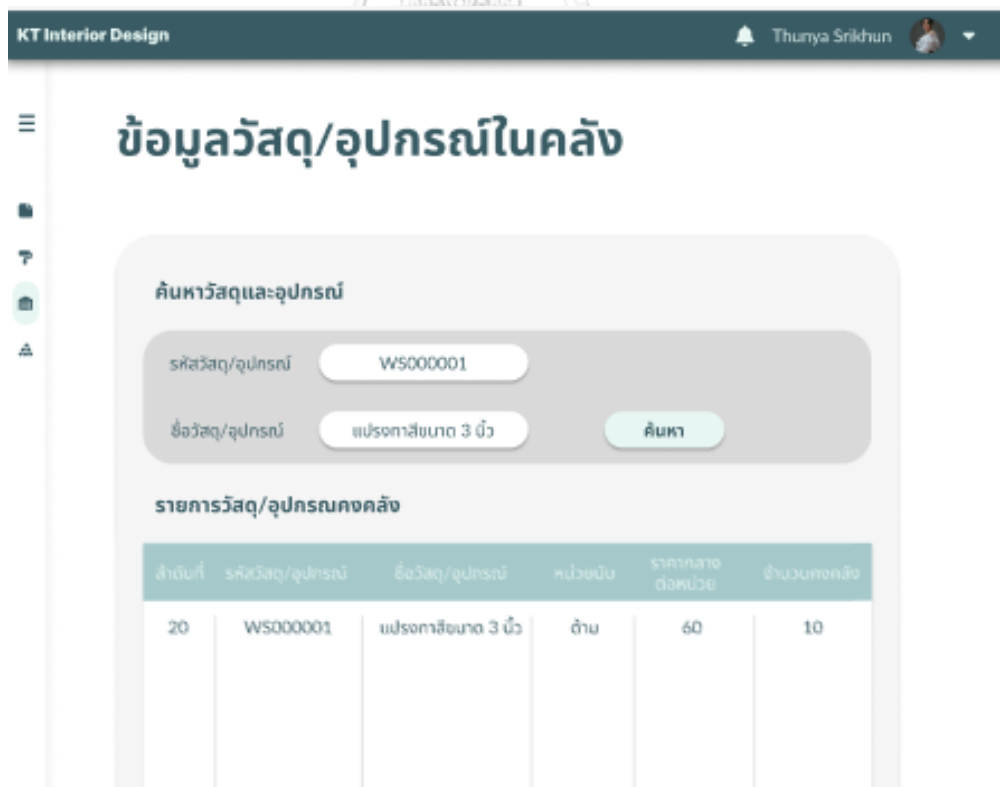 KT Interior Design
Thunya Srikhun
ข้อมูลวัสดุ/อุปกรณ์ในคลัง
ค้นหาวัสดุและอุปกรณ์
รหัสวัสดุ/อุปกรณ์ WS000001
ชื่อวัสดุ/อุปกรณ์ แปรงทาสีขนาด 3 นิ้ว ค้นหา
รายการวัสดุ/อุปกรณคงคลัง
ลำดับที่ รหัสวัสดุ/อุปกรณ์ ชื่อวัสดุ/อุปกรณ์ หน่วยนับ ราคากลาง จำนวนคงคลัง
ต่อหน่วย
20 WS000001 แปรงทาสีขนาด 3 นิ้ว ด้าม 60 10